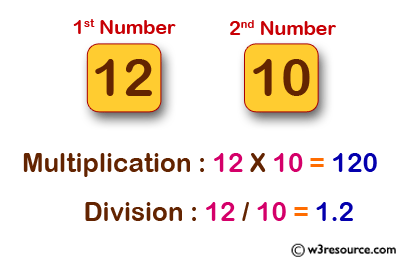 1st Number 2nd Number
12 10
Multiplication : 12 X 10 = 120
Division : 12 / 10 = 1.2
© w3resource.com